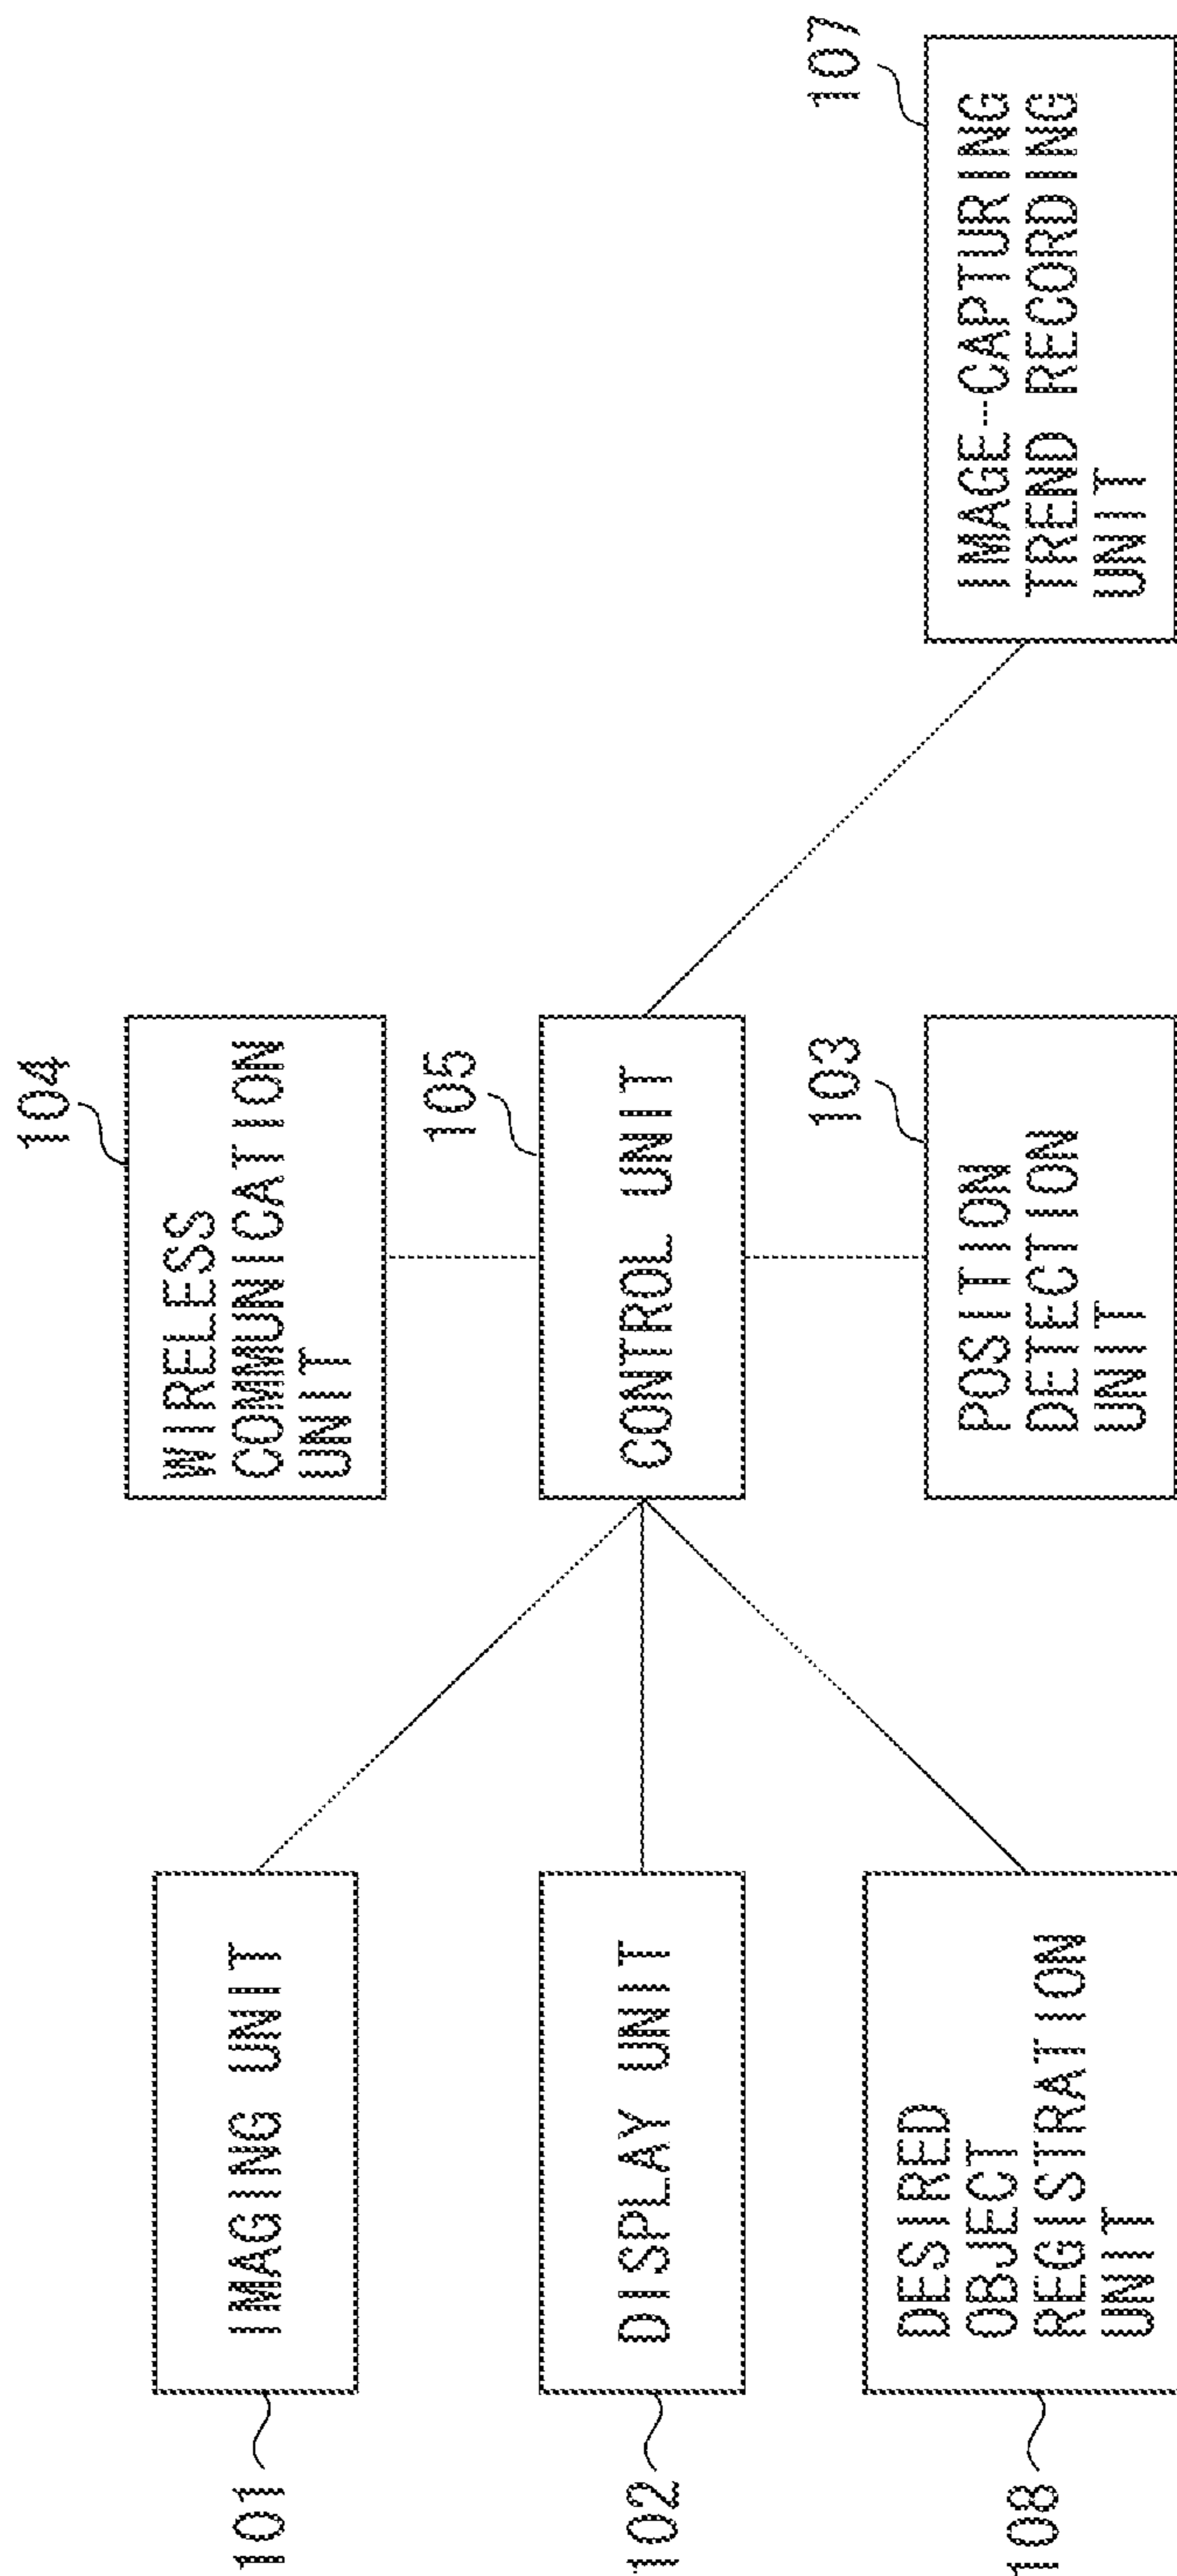 104
WIRELESS
COMMUNICATION
UNIT
101
IMAGING UNIT
105
CONTROL UNIT
102
DISPLAY UNIT
103
POSITION
DETECTION
UNIT
107
IMAGE-CAPTURING
TREND RECORDING
UNIT
108
DESIRED
OBJECT
REGISTRATION
UNIT